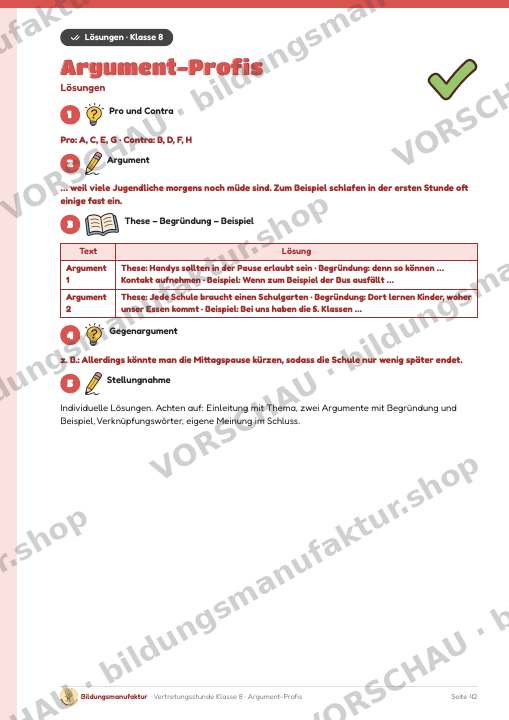 Lösungen · Klasse 8
Argument-Profis
Lösungen
1 Pro und Contra
Pro: A, C, E, G · Contra: B, D, F, H
2 Argument
... weil viele Jugendliche morgens noch müde sind. Zum Beispiel schlafen in der ersten Stunde oft
einige fast ein.
3 These – Begründung – Beispiel
Text Lösung
Argument 1 These: Handys sollten in der Pause erlaubt sein · Begründung: denn so können ...
Kontakt aufnehmen · Beispiel: Wenn zum Beispiel der Bus ausfällt ...
Argument 2 These: Jede Schule braucht einen Schulgarten · Begründung: Dort lernen Kinder, woher
unser Essen kommt · Beispiel: Bei uns haben die 5. Klassen ...
4 Gegenargument
z. B.: Allerdings könnte man die Mittagspause kürzen, sodass die Schule nur wenig später endet.
5 Stellungnahme
Individuelle Lösungen. Achten auf: Einleitung mit Thema, zwei Argumente mit Begründung und
Beispiel, Verknüpfungswörter, eigene Meinung im Schluss.
Bildungsmanufaktur · Vertretungsstunde Klasse 8 · Argument-Profis Seite 42
VORSCHAU · bildungsmanufaktur.shop